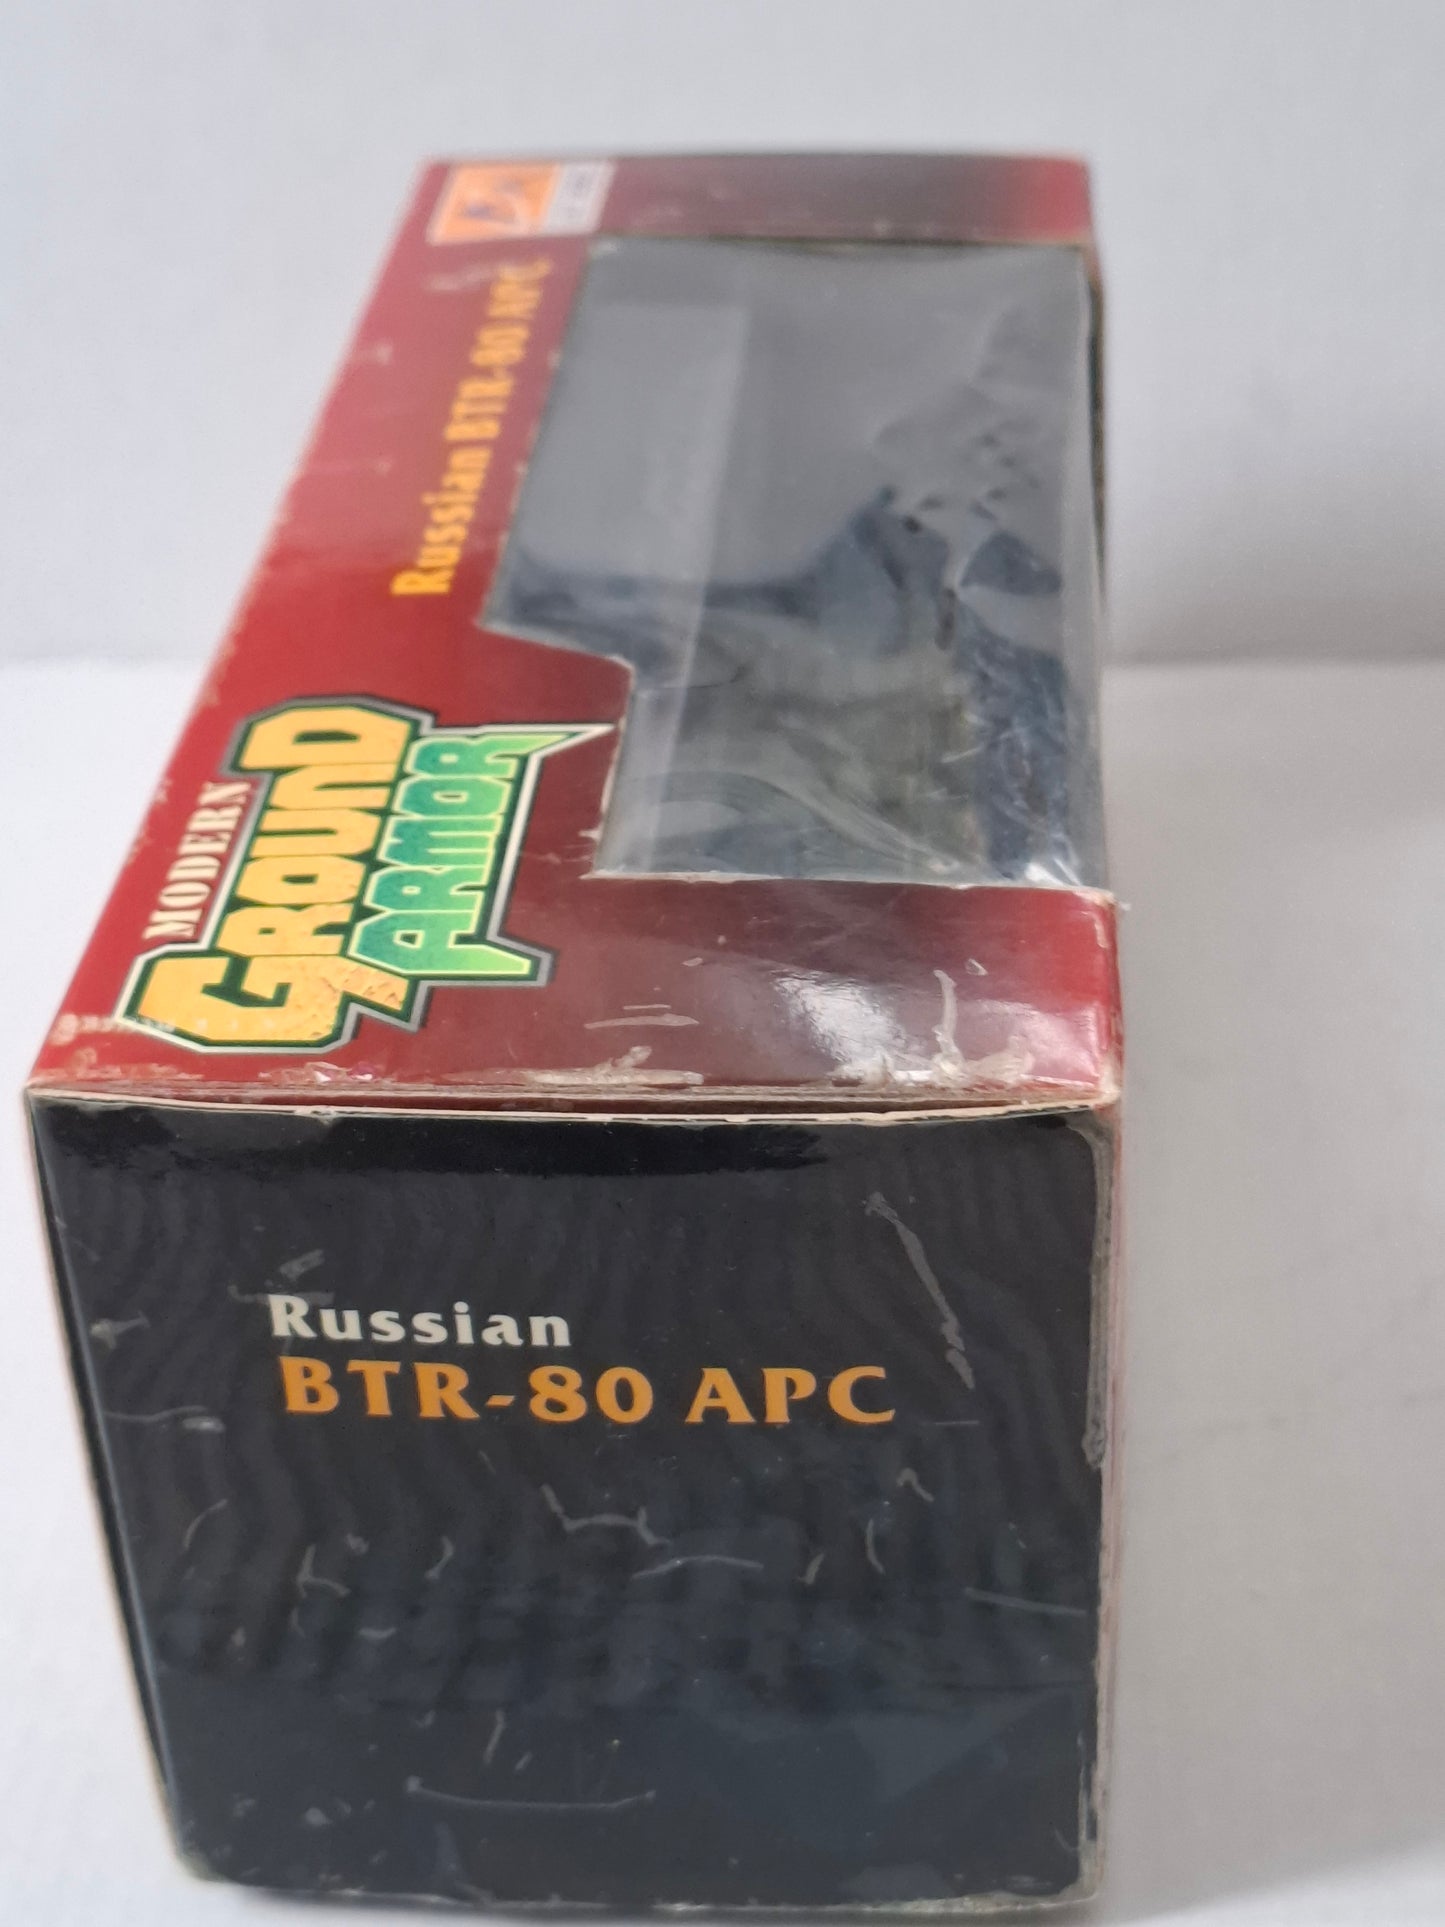 Russian BTR-80 APC
MODERN
GROUND
ARMOR
Russian
BTR-80 APC